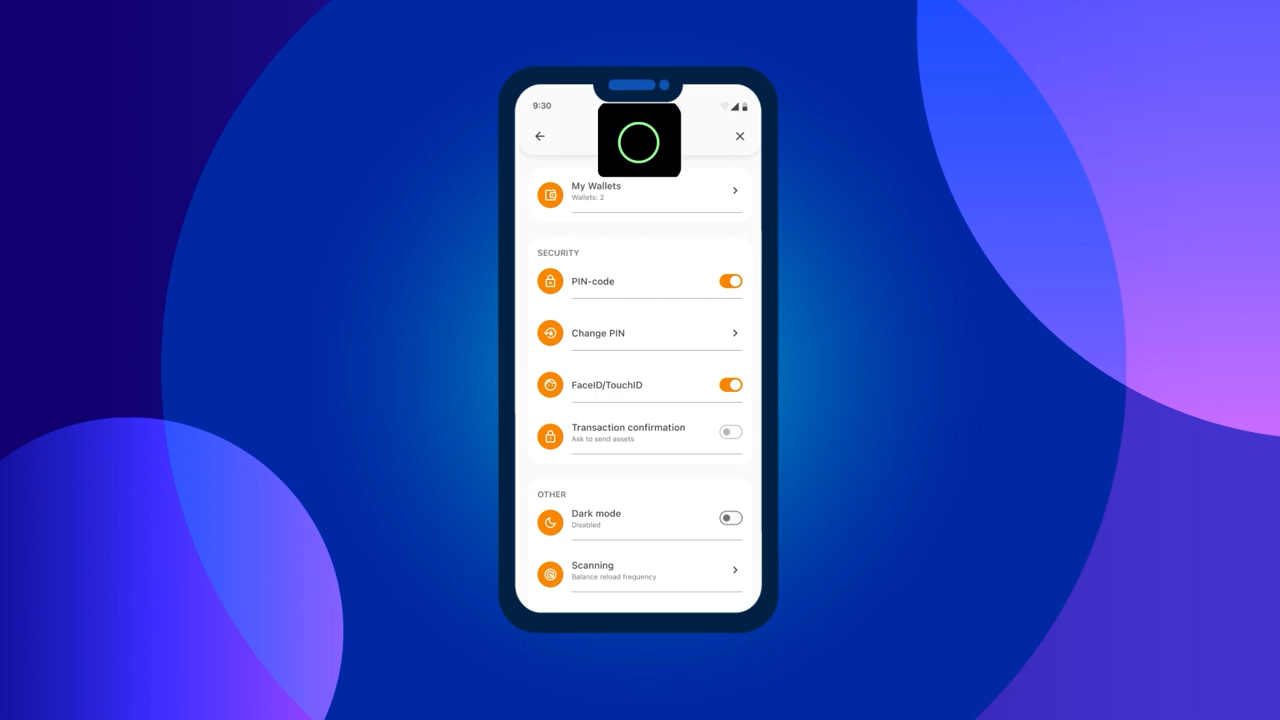 9:30
My Wallets
Wallets: 2
SECURITY
PIN-code
Change PIN
FaceID/TouchID
Transaction confirmation
Ask to send assets
OTHER
Dark mode
Disabled
Scanning
Balance reload frequency